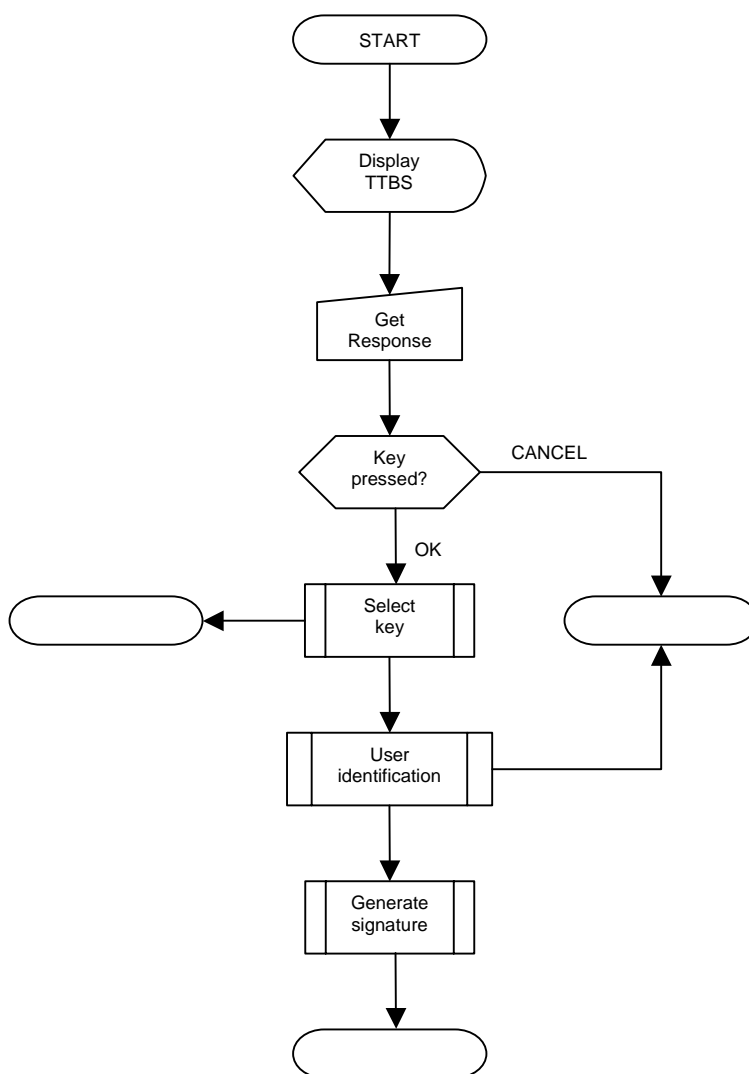 START
Display
TTBS
Get
Response
Key
pressed?
CANCEL
OK
Select
key
User
identification
Generate
signature